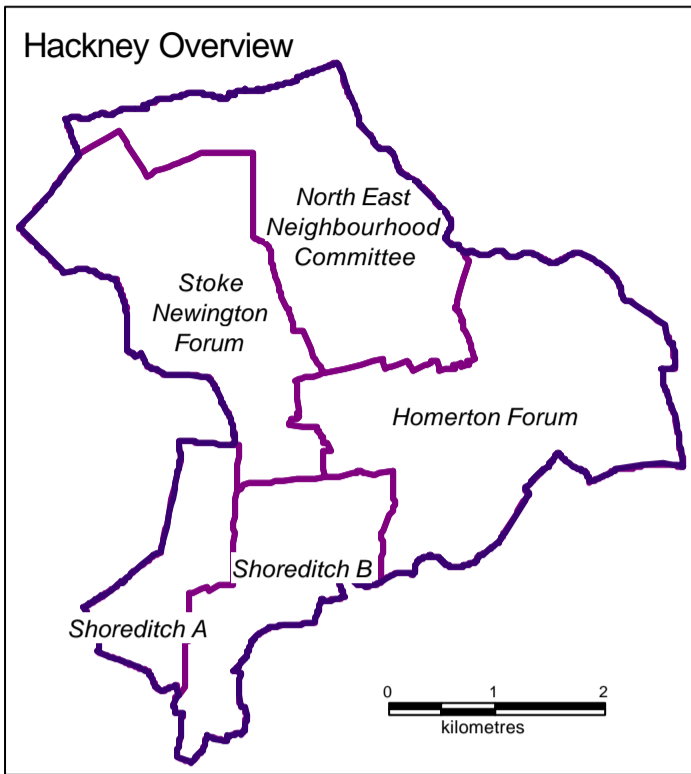 Hackney Overview
North East
Neighbourhood
Committee
Stoke
Newington
Forum
Homerton Forum
Shoreditch B
Shoreditch A
0 1 2
kilometres